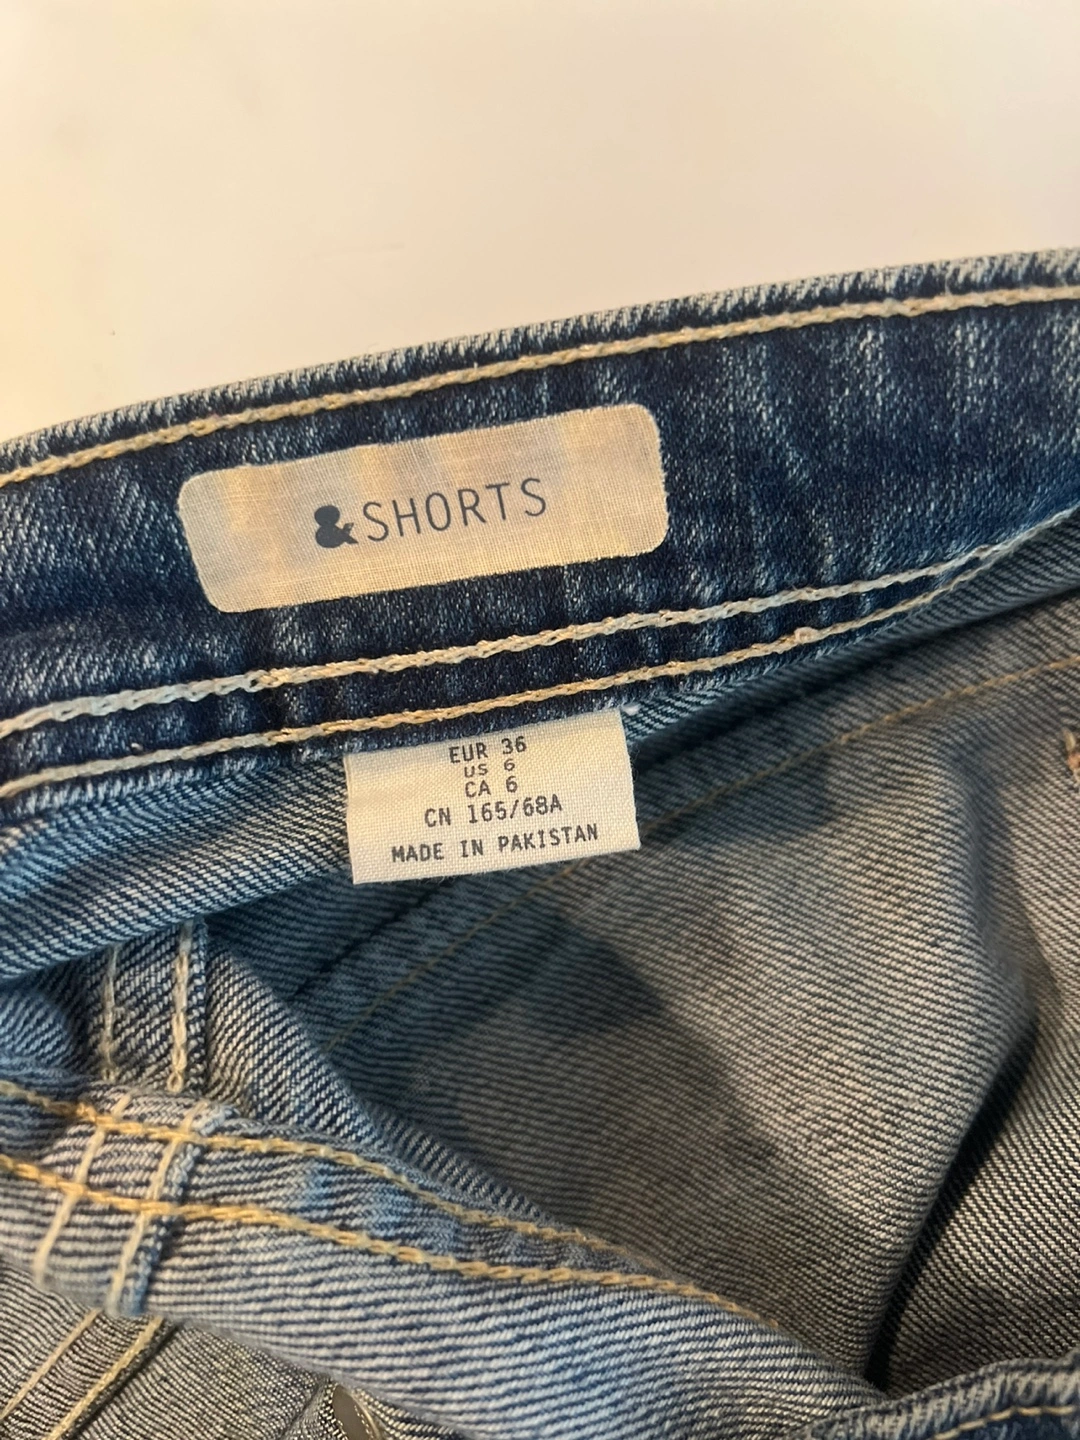 &SHORTS
EUR 36
US 6
CA 6
CN 165/68A
MADE IN PAKISTAN